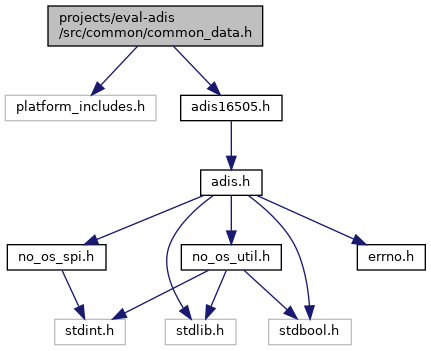 projects/eval-adis
/src/common/common_data.h
platform_includes.h
adis16505.h
adis.h
no_os_spi.h
no_os_util.h
errno.h
stdint.h
stdlib.h
stdbool.h